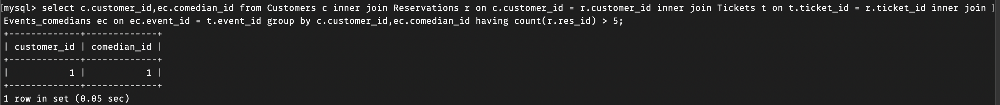 [mysql> select c.customer_id,ec.comedian_id from Customers c inner join Reservations r on c.customer_id = r.customer_id inner join Tickets t on t.ticket_id = r.ticket_id inner join ]
Events_comedians ec on ec.event_id = t.event_id group by c.customer_id,ec.comedian_id having count(r.res_id) > 5;
+-------------+-------------+
| customer_id | comedian_id |
+-------------+-------------+
|           1 |           1 |
+-------------+-------------+
1 row in set (0.05 sec)